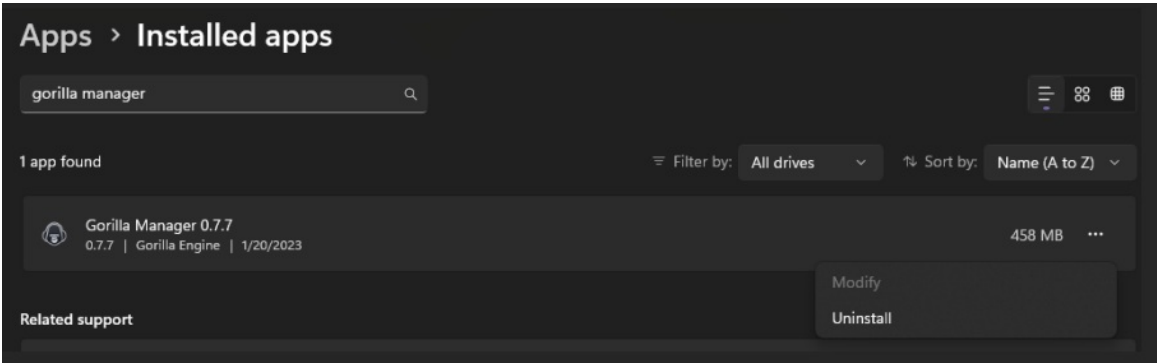 Apps > Installed apps
gorilla manager
1 app found
Filter by: All drives
Sort by: Name (A to Z)
Gorilla Manager 0.7.7
0.7.7 | Gorilla Engine | 1/20/2023
458 MB
Modify
Uninstall
Related support